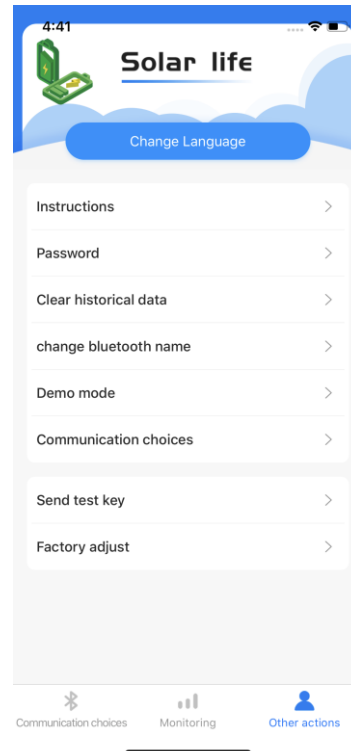 4:41
Solar life
Change Language
Instructions
Password
Clear historical data
change bluetooth name
Demo mode
Communication choices
Send test key
Factory adjust
Communication choices
Monitoring
Other actions